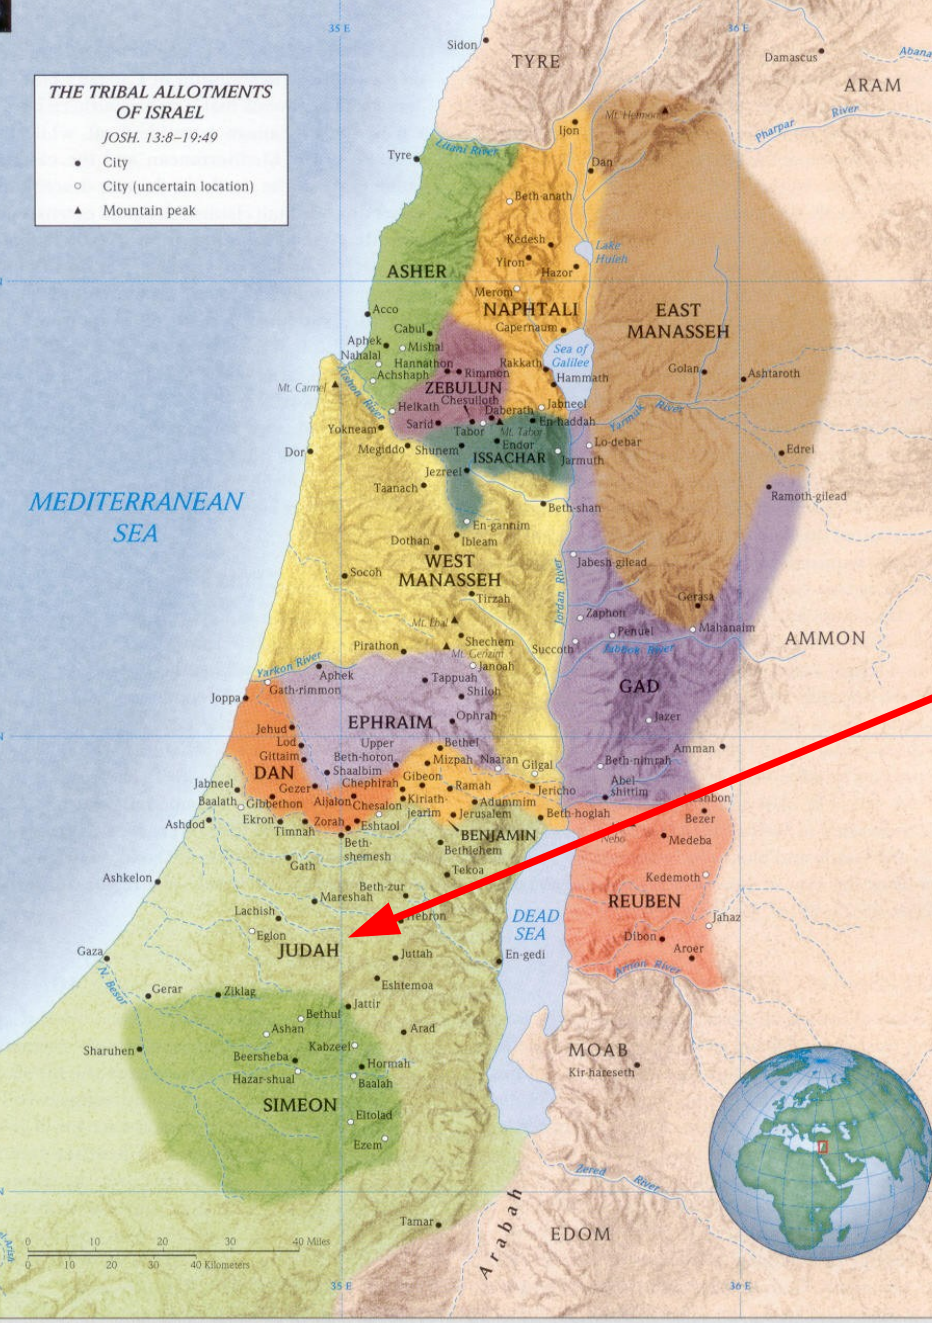 35 E
36 E
Sidon
TYRE
Damascus
Abana
ARAM
THE TRIBAL ALLOTMENTS
OF ISRAEL
JOSH. 13:8–19:49
City
City (uncertain location)
Mountain peak
Mt. Hermon
Pharpar River
Ijon
Litani River
Tyre
Dan
Beth-anath
Kedesh
Lake
Huleh
Yiron
Hazor
ASHER
Merom
NAPHTALI
EAST
MANASSEH
Acco
Cabul
Capernaum
Aphek
Mishal
Sea of
Galilee
Nahalal
Hannathon
Rakkath
Golan
Ashtaroth
Achshaph
Rimmon
Hammath
Mt. Carmel
Kishon River
ZEBULUN
Chesulloth
Jabneel
Helkath
Daberath
Yarmuk River
Yokneam
Sarid
Tabor
Mt. Tabor
En-haddah
Dor
Megiddo
Shunem
Endor
Lo-debar
Edrei
ISSACHAR
Jarmuth
Jezreel
Taanach
Ramoth-gilead
MEDITERRANEAN
SEA
Beth-shan
En-gannim
Dothan
Ibleam
WEST
MANASSEH
Jabesh-gilead
Socoh
Jordan River
Tirzah
Gerasa
Mt. Ebal
Zaphon
Penuel
Mahanaim
Shechem
AMMON
Pirathon
Mt. Gerizim
Succoth
Jabbok River
Yarkon River
Janoah
Aphek
Tappuah
GAD
Joppa
Gath-rimmon
Shiloh
EPHRAIM
Ophrah
Jazer
Jehud
Lod
Upper
Beth-horon
Bethel
Amman
Gittaim
Mizpah
Naaran
Gilgal
Beth-nimrah
DAN
Shaalbim
Gibeon
Abel
shittim
Jabneel
Gezer
Chephirah
Ramah
Jericho
Baalath
Gibbethon
Aijalon
Chesalon
Kiriath-
jearim
Adummim
Ashdod
Ekron
Zorah
Eshtaol
Jerusalem
Beth-hoglah
Bezer
Timnah
BENJAMIN
Nebo
Medeba
Beth-
shemesh
Bethlehem
Gath
Tekoa
Kedemoth
Ashkelon
Beth-zur
Mareshah
REUBEN
Lachish
Hebron
DEAD
SEA
Jahaz
Eglon
Dibon
Gaza
JUDAH
Juttah
En-gedi
Aroer
Arnon River
N. Besor
Gerar
Ziklag
Eshtemoa
Jattir
Bethul
Ashan
Arad
Sharuhen
Kabzeel
MOAB
Beersheba
Hormah
Kir-hareseth
Hazar-shual
Baalah
SIMEON
Eltolad
Ezem
Zered River
Tamar
Arabah
EDOM
0 10 20 30 40 Miles
0 10 20 30 40 Kilometers
35 E
36 E